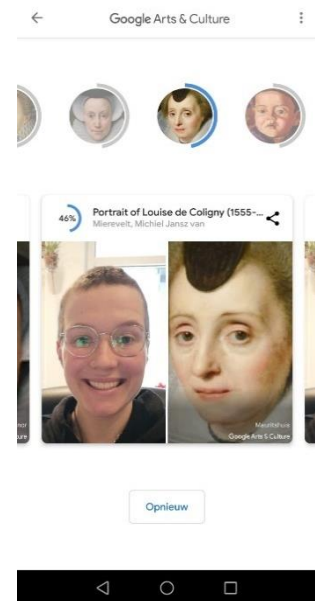 Google Arts & Culture
46%
Portrait of Louise de Coligny (1555-...
Mierevelt, Michiel Jansz van
Mauritshuis
Google Arts & Culture
Opnieuw